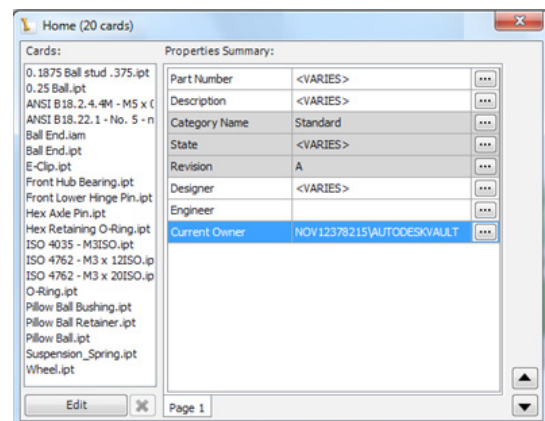 Home (20 cards)
Cards:
Properties Summary:
0.1875 Ball stud .375.ipt
0.25 Ball.ipt
ANSI B18.2.4.4M - M5 x
ANSI B18.22.1 - No. 5 - n
Ball End.iam
Ball End.ipt
E-Clip.ipt
Front Hub Bearing.ipt
Front Lower Hinge Pin.ipt
Hex Axle Pin.ipt
Hex Retaining O-Ring.ipt
ISO 4035 - M3ISO.ipt
ISO 4762 - M3 x 12ISO.ip
ISO 4762 - M3 x 20ISO.ip
O-Ring.ipt
Pillow Ball Bushing.ipt
Pillow Ball Retainer.ipt
Pillow Ball.ipt
Suspension_Spring.ipt
Wheel.ipt
Part Number <VARIES> ...
Description <VARIES> ...
Category Name Standard ...
State <VARIES> ...
Revision A ...
Designer <VARIES> ...
Engineer ...
Current Owner NOV12378215\AUTODESKVAULT ...
Edit
Page 1